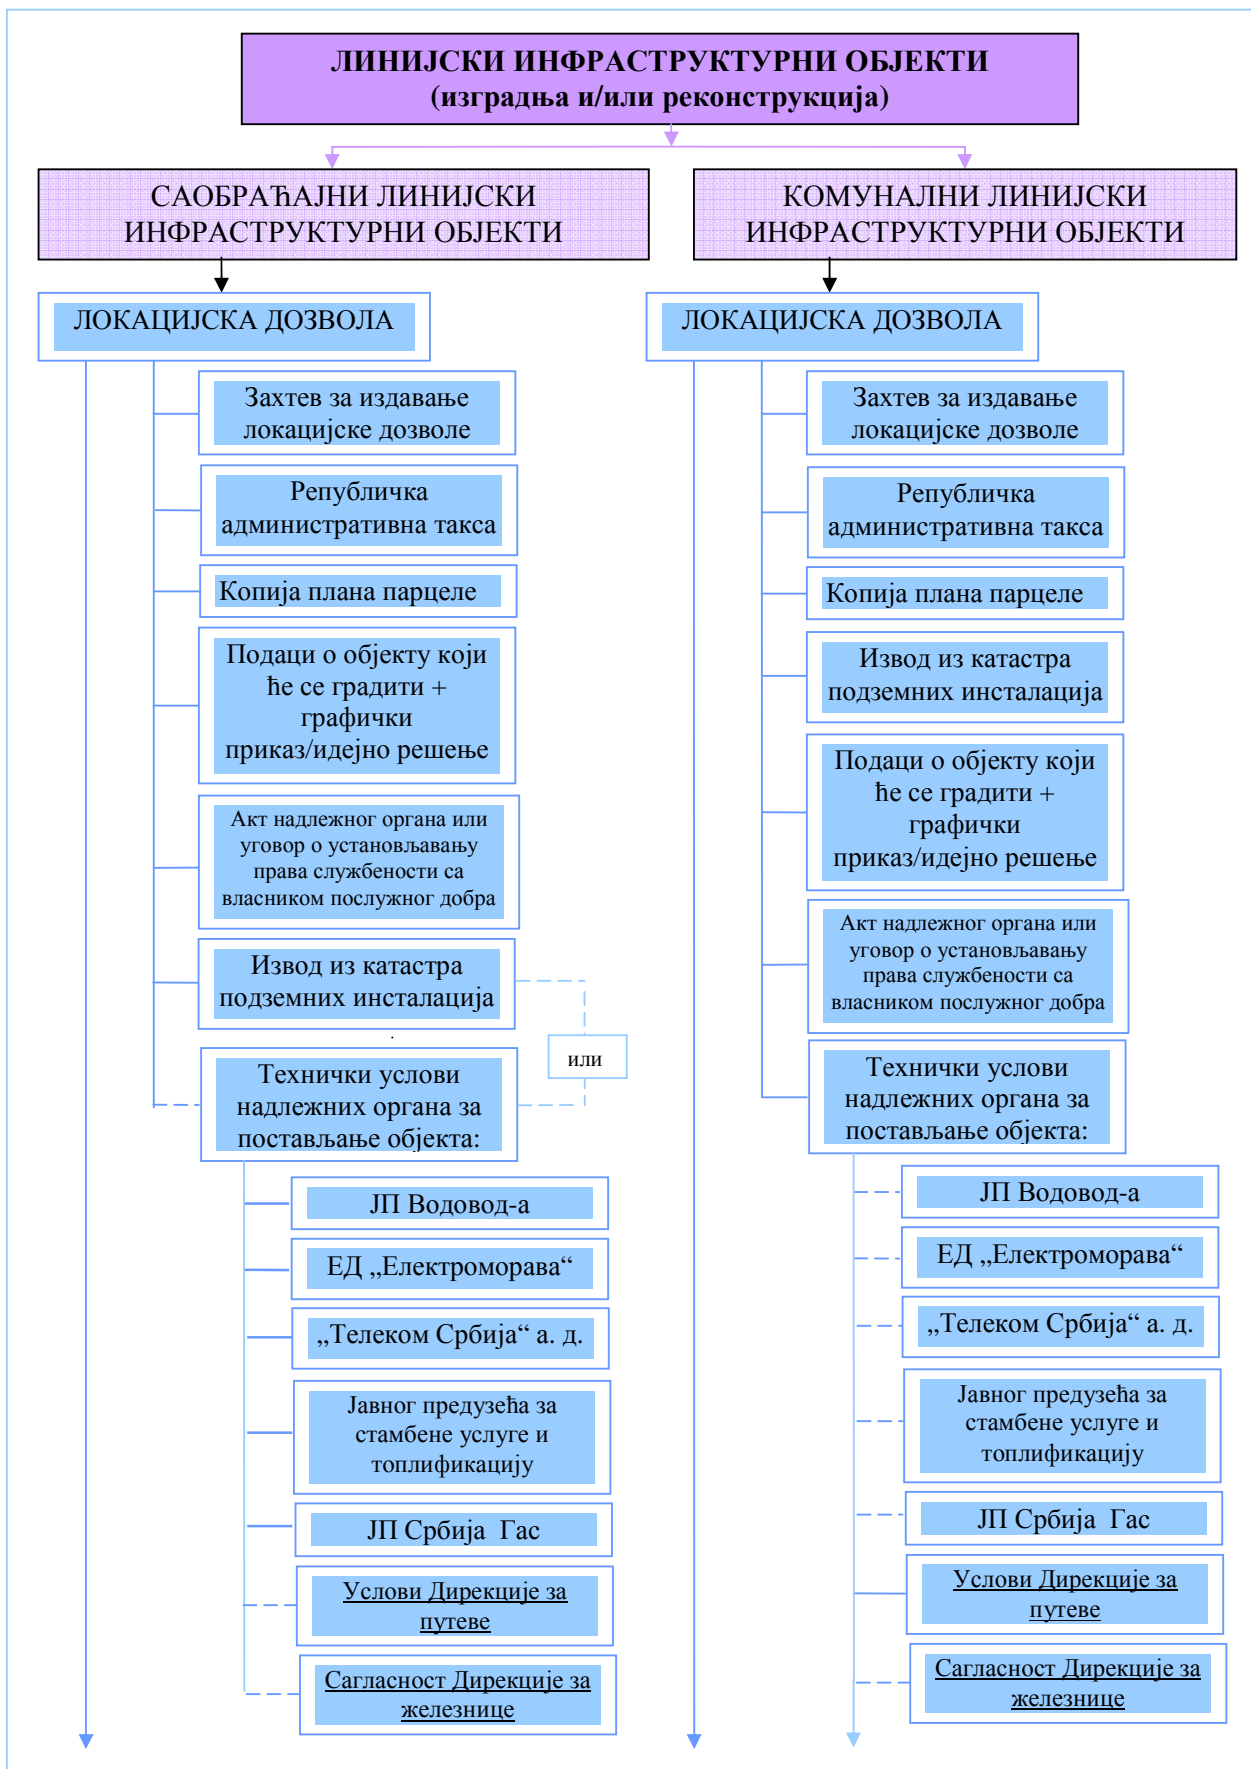 ЛИНИЈСКИ ИНФРАСТРУКТУРНИ ОБЈЕКТИ
(изградња и/или реконструкција)
САОБРАЋАЈНИ ЛИНИЈСКИ
ИНФРАСТРУКТУРНИ ОБЈЕКТИ
ЛОКАЦИЈСКА ДОЗВОЛА
Захтев за издавање
локацијске дозволе
Републичка
административна такса
Копија плана парцеле
Подаци о објекту који
ће се градити +
графички
приказ/идејно решење
Акт надлежног органа или
уговор о установљавању
права службености са
власником послужног добра
Извод из катастра
подземних инсталација
.
или
Технички услови
надлежних органа за
постављање објекта:
ЈП Водовод-а
ЕД „Електроморава“
„Телеком Србија“ а. д.
Јавног предузећа за
стамбене услуге и
топлификацију
ЈП Србија Гас
Услови Дирекције за
путеве
Сагласност Дирекције за
железнице
КОМУНАЛНИ ЛИНИЈСКИ
ИНФРАСТРУКТУРНИ ОБЈЕКТИ
ЛОКАЦИЈСКА ДОЗВОЛА
Захтев за издавање
локацијске дозволе
Републичка
административна такса
Копија плана парцеле
Извод из катастра
подземних инсталација
Подаци о објекту који
ће се градити +
графички
приказ/идејно решење
Акт надлежног органа или
уговор о установљавању
права службености са
власником послужног добра
Технички услови
надлежних органа за
постављање објекта:
ЈП Водовод-а
ЕД „Електроморава“
„Телеком Србија“ а. д.
Јавног предузећа за
стамбене услуге и
топлификацију
ЈП Србија Гас
Услови Дирекције за
путеве
Сагласност Дирекције за
железнице